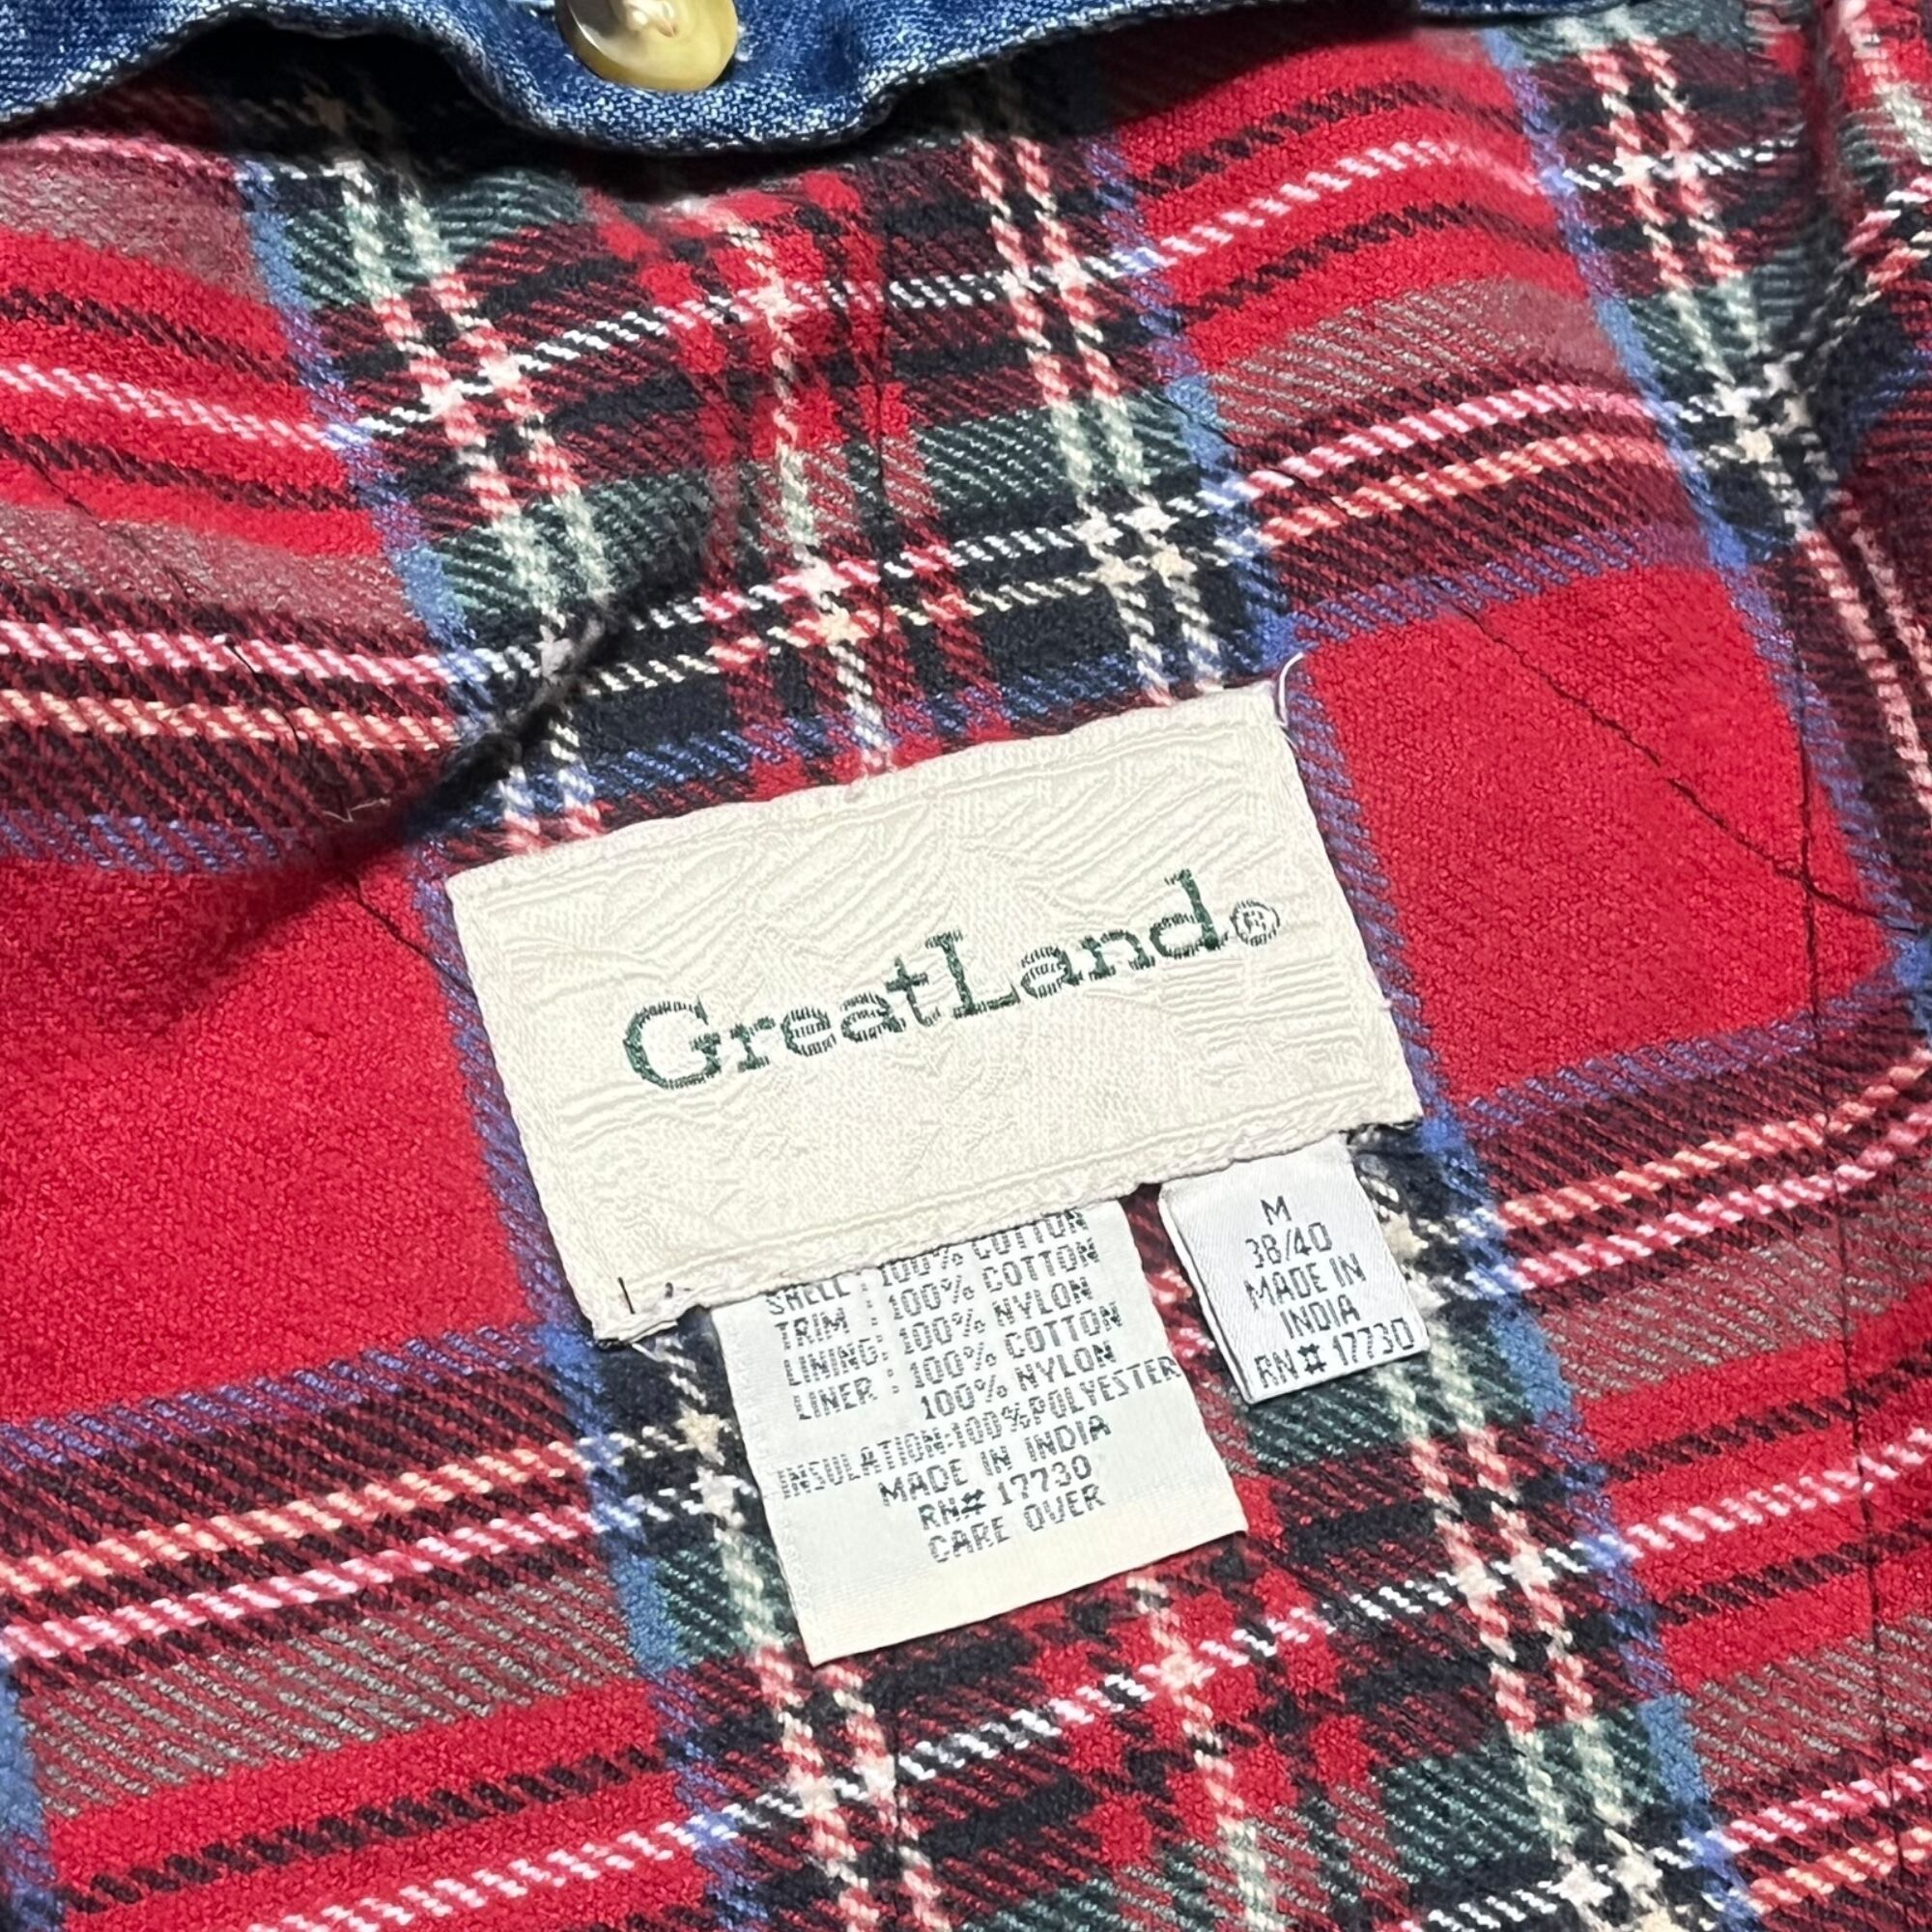 GreatLand®
SHELL : 100% COTTON
TRIM : 100% COTTON
LINING: 100% NYLON
LINER : 100% COTTON
100% NYLON
INSULATION:100%POLYESTER
MADE IN INDIA
RN# 17730
CARE OVER
M
38/40
MADE IN
INDIA
RN# 17730